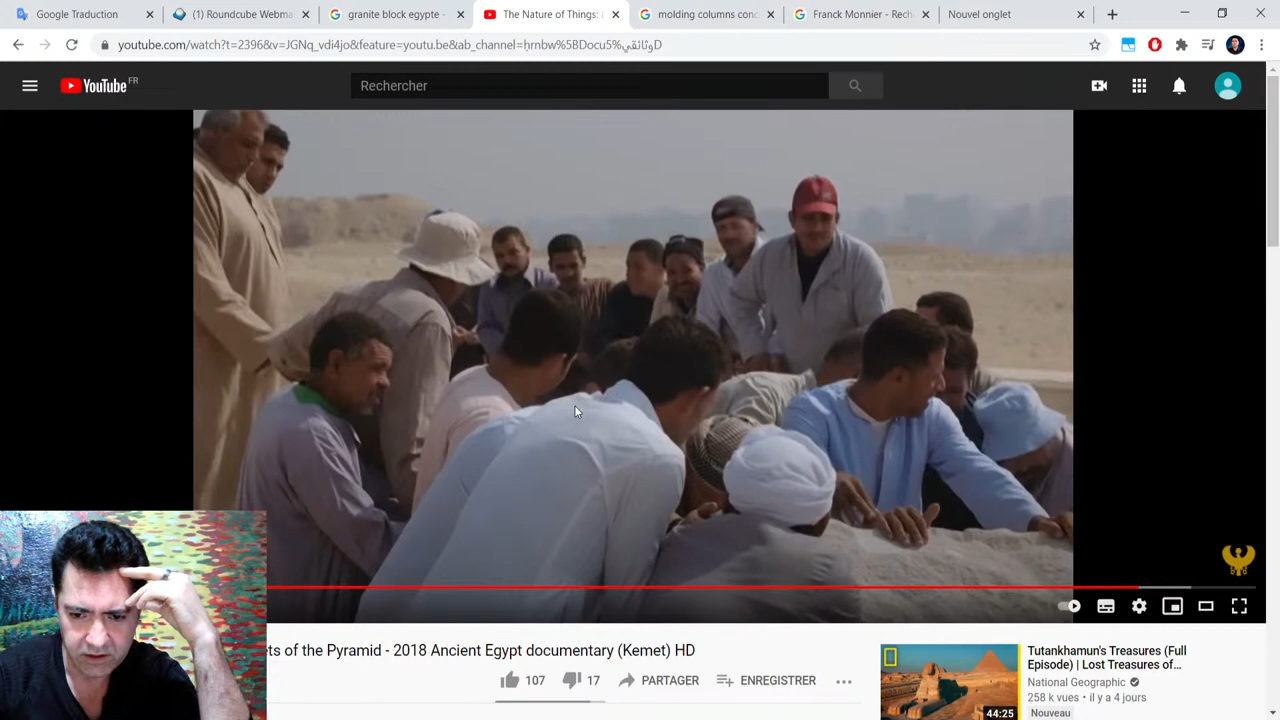 Google Traduction
(1) Roundcube Webma
granite block egypte -
The Nature of Things:
molding columns conc
Franck Monnier - Rech
Nouvel onglet
youtube.com/watch?t=2396&v=JGNq_vdi4jo&feature=youtu.be&ab_channel=hrnbw%5BDocu5%وثائقي
YouTube FR
Rechercher
ts of the Pyramid - 2018 Ancient Egypt documentary (Kemet) HD
107
17
PARTAGER
ENREGISTRER
44:25
Tutankhamun's Treasures (Full
Episode) | Lost Treasures of...
National Geographic
258 k vues • il y a 4 jours
Nouveau